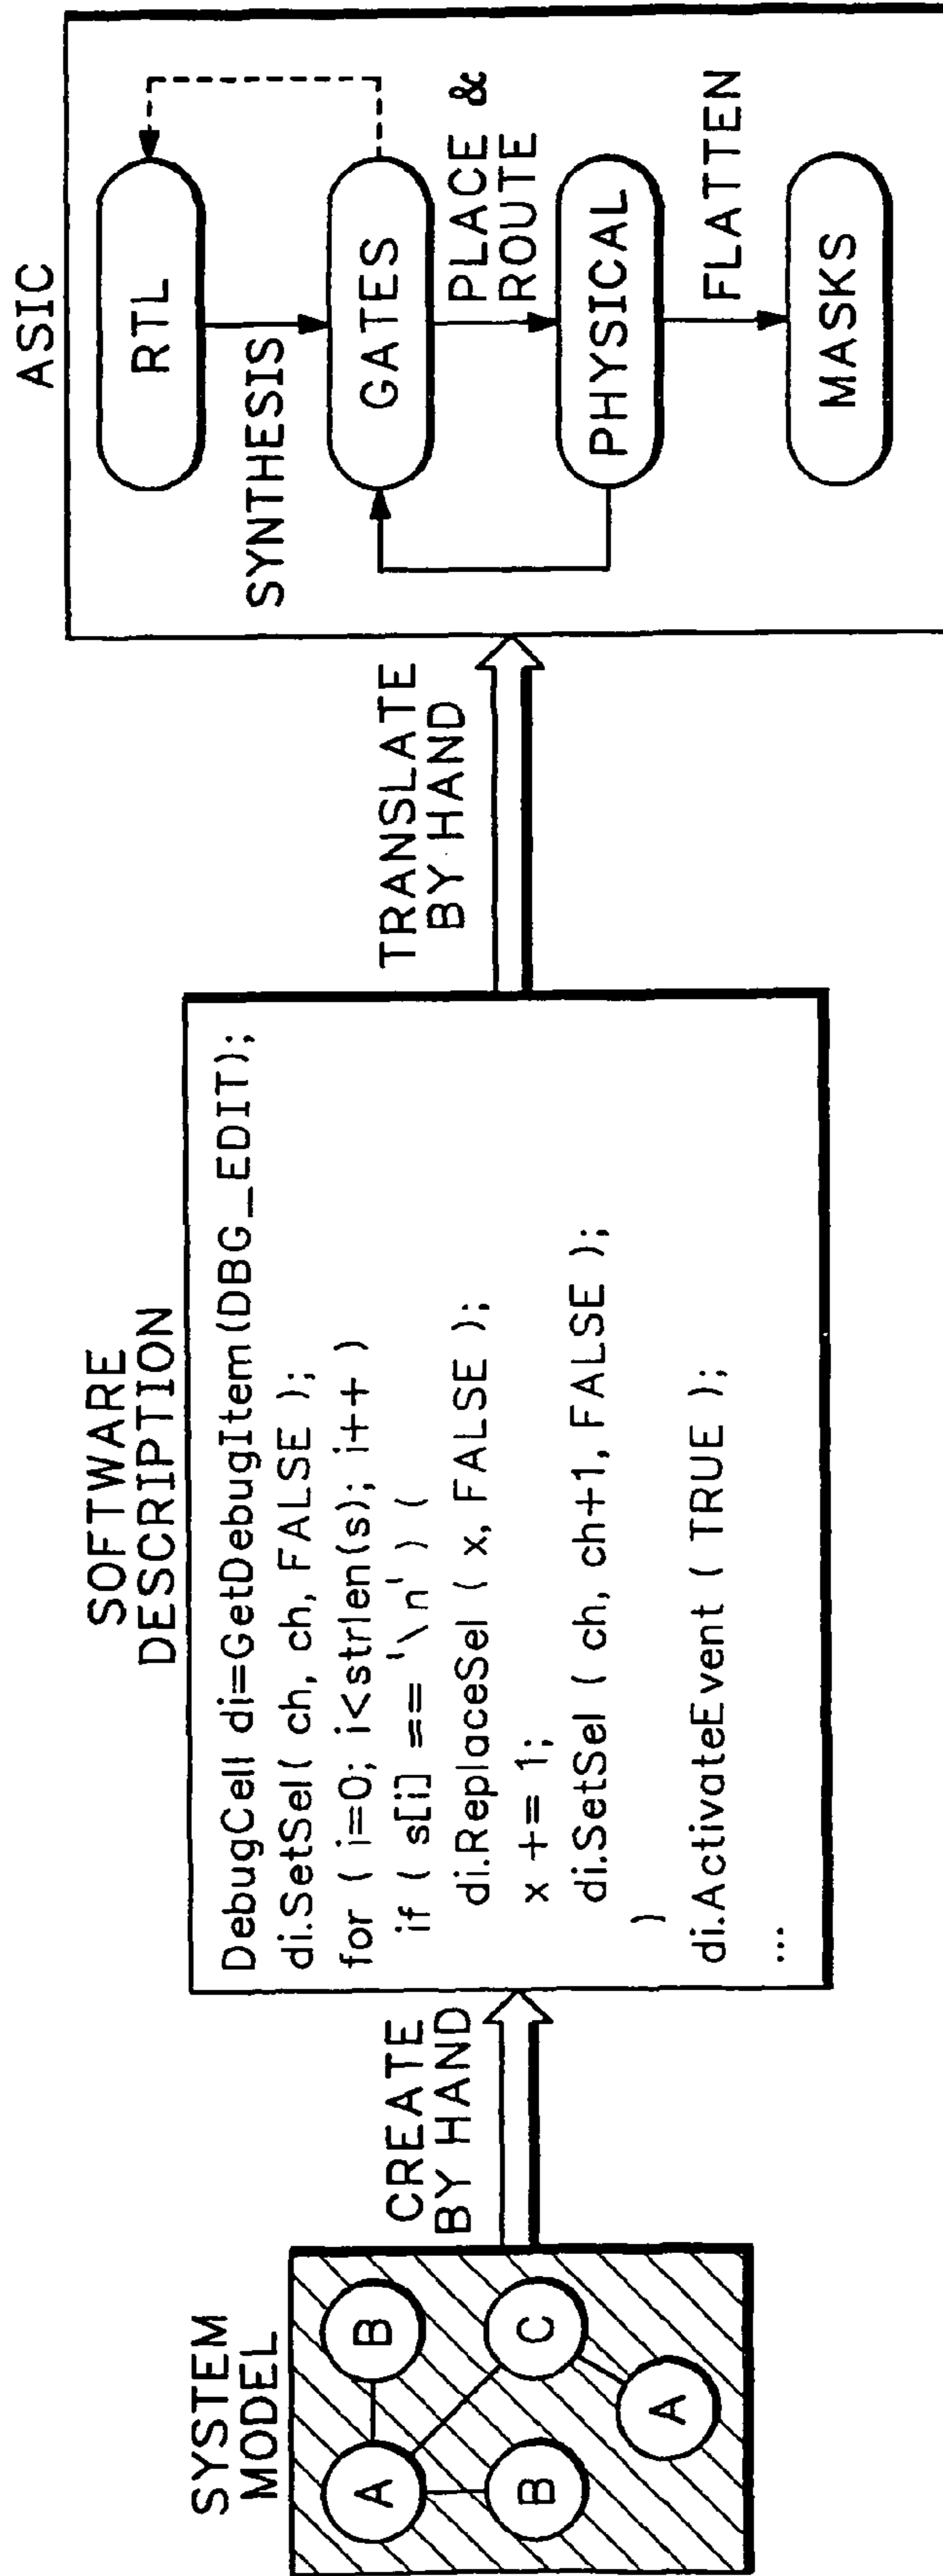 SYSTEM
MODEL
A
B
B
C
A
CREATE
BY HAND
SOFTWARE
DESCRIPTION
DebugCell di=GetDebugItem(DBG_EDIT);
di.SetSel( ch, ch, FALSE );
for ( i=0; i<strlen(s); i++ )
if ( s[i] == '\n' ) (
di.ReplaceSel ( x, FALSE );
x += 1;
di.SetSel ( ch, ch+1, FALSE );
)
di.ActivateEvent ( TRUE );
...
TRANSLATE
BY HAND
ASIC
RTL
SYNTHESIS
GATES
PLACE &
ROUTE
PHYSICAL
FLATTEN
MASKS